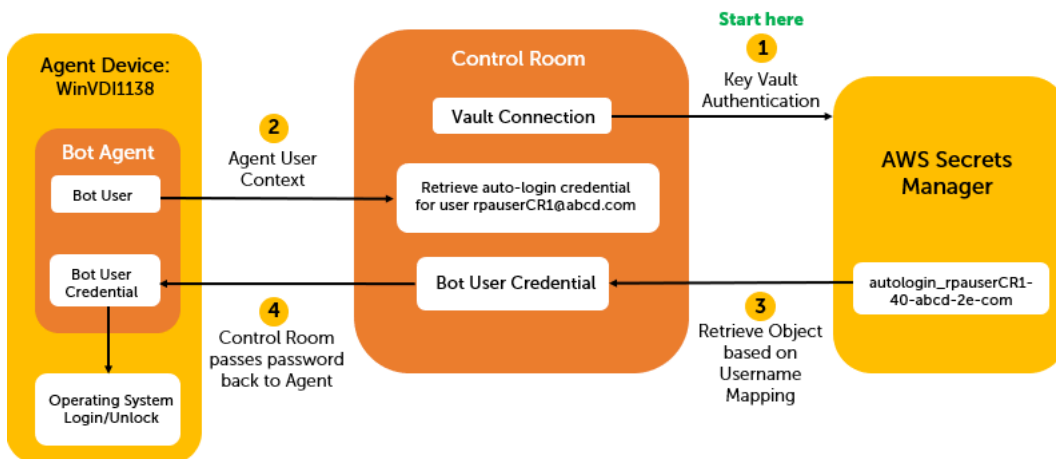 Start here
1
Key Vault
Authentication
Agent Device:
WinVDI1138
Bot Agent
Bot User
Bot User
Credential
Operating System
Login/Unlock
2
Agent User
Context
4
Control Room
passes password
back to Agent
Control Room
Vault Connection
Retrieve auto-login credential
for user rpauserCR1@abcd.com
Bot User Credential
3
Retrieve Object
based on
Username
Mapping
AWS Secrets
Manager
autologin_rpauserCR1-
40-abcd-2e-com